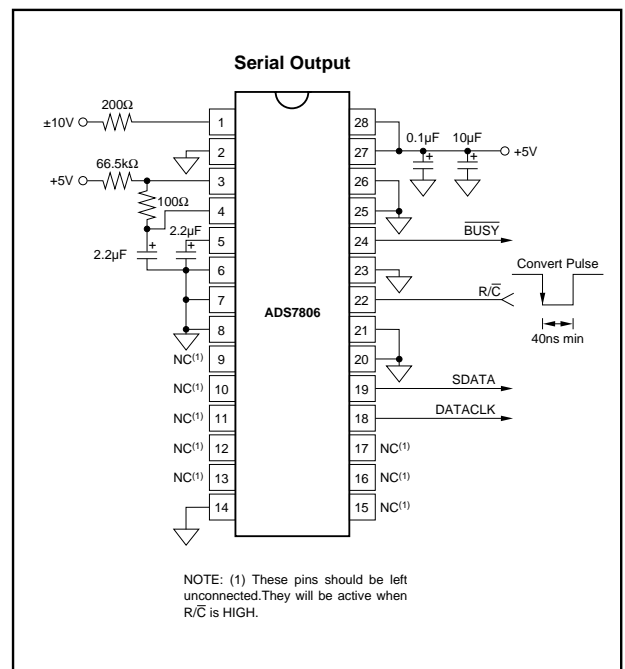 Serial Output
200Ω
±10V
66.5kΩ
+5V
100Ω
2.2µF
2.2µF
1
2
3
4
5
6
7
8
NC(1) 9
NC(1) 10
NC(1) 11
NC(1) 12
NC(1) 13
14
ADS7806
28
27
26
25
24
23
22
21
20
19
18
17 NC(1)
16 NC(1)
15 NC(1)
0.1µF
10µF
+
+
+
+
+5V
BUSY
Convert Pulse
R/C
40ns min
SDATA
DATACLK
NOTE: (1) These pins should be left
unconnected.They will be active when
R/C is HIGH.